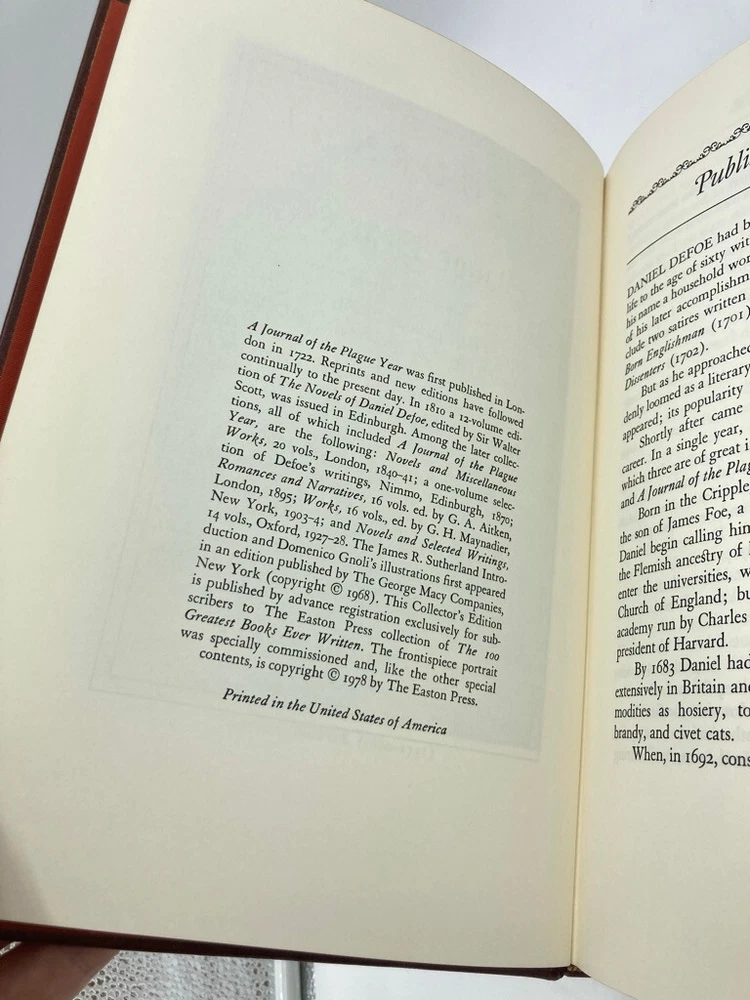 A Journal of the Plague Year was first published in Lon-
don in 1722. Reprints and new editions have followed
continually to the present day. In 1810 a 12-volume edi-
tion of The Novels of Daniel Defoe, edited by Sir Walter
Scott, was issued in Edinburgh. Among the later collec-
tions, all of which included A Journal of the Plague
Year, are the following: Novels and Miscellaneous
Works, 20 vols., London, 1840–41; a one-volume selec-
tion of Defoe's writings, Nimmo, Edinburgh, 1870;
Romances and Narratives, 16 vols. ed. by G. A. Aitken,
London, 1895; Works, 16 vols., ed. by G. H. Maynadier,
New York, 1903–4; and Novels and Selected Writings,
14 vols., Oxford, 1927–28. The James R. Sutherland Intro-
duction and Domenico Gnoli's illustrations first appeared
in an edition published by The George Macy Companies,
New York (copyright © 1968). This Collector's Edition
is published by advance registration exclusively for sub-
scribers to The Easton Press collection of The 100
Greatest Books Ever Written. The frontispiece portrait
was specially commissioned and, like the other special
contents, is copyright © 1978 by The Easton Press.
Printed in the United States of America
DANIEL DEFOE had
life to the age of sixty
his name a household
of his later
clude two satires written
Born Englishman (1701)
Dissenters (1702).
But as he approached
denly loomed as a literary
appeared; its popularity
Shortly after came
career. In a single year,
which three are of great
and A Journal of the
Born in the
the son of James Foe, a
Daniel begin calling
the Flemish ancestry of
enter the universities,
Church of England;
academy run by Charles
president of Harvard.
By 1683 Daniel had
extensively in Britain
modities as hosiery,
brandy, and civet cats.
When, in 1692,